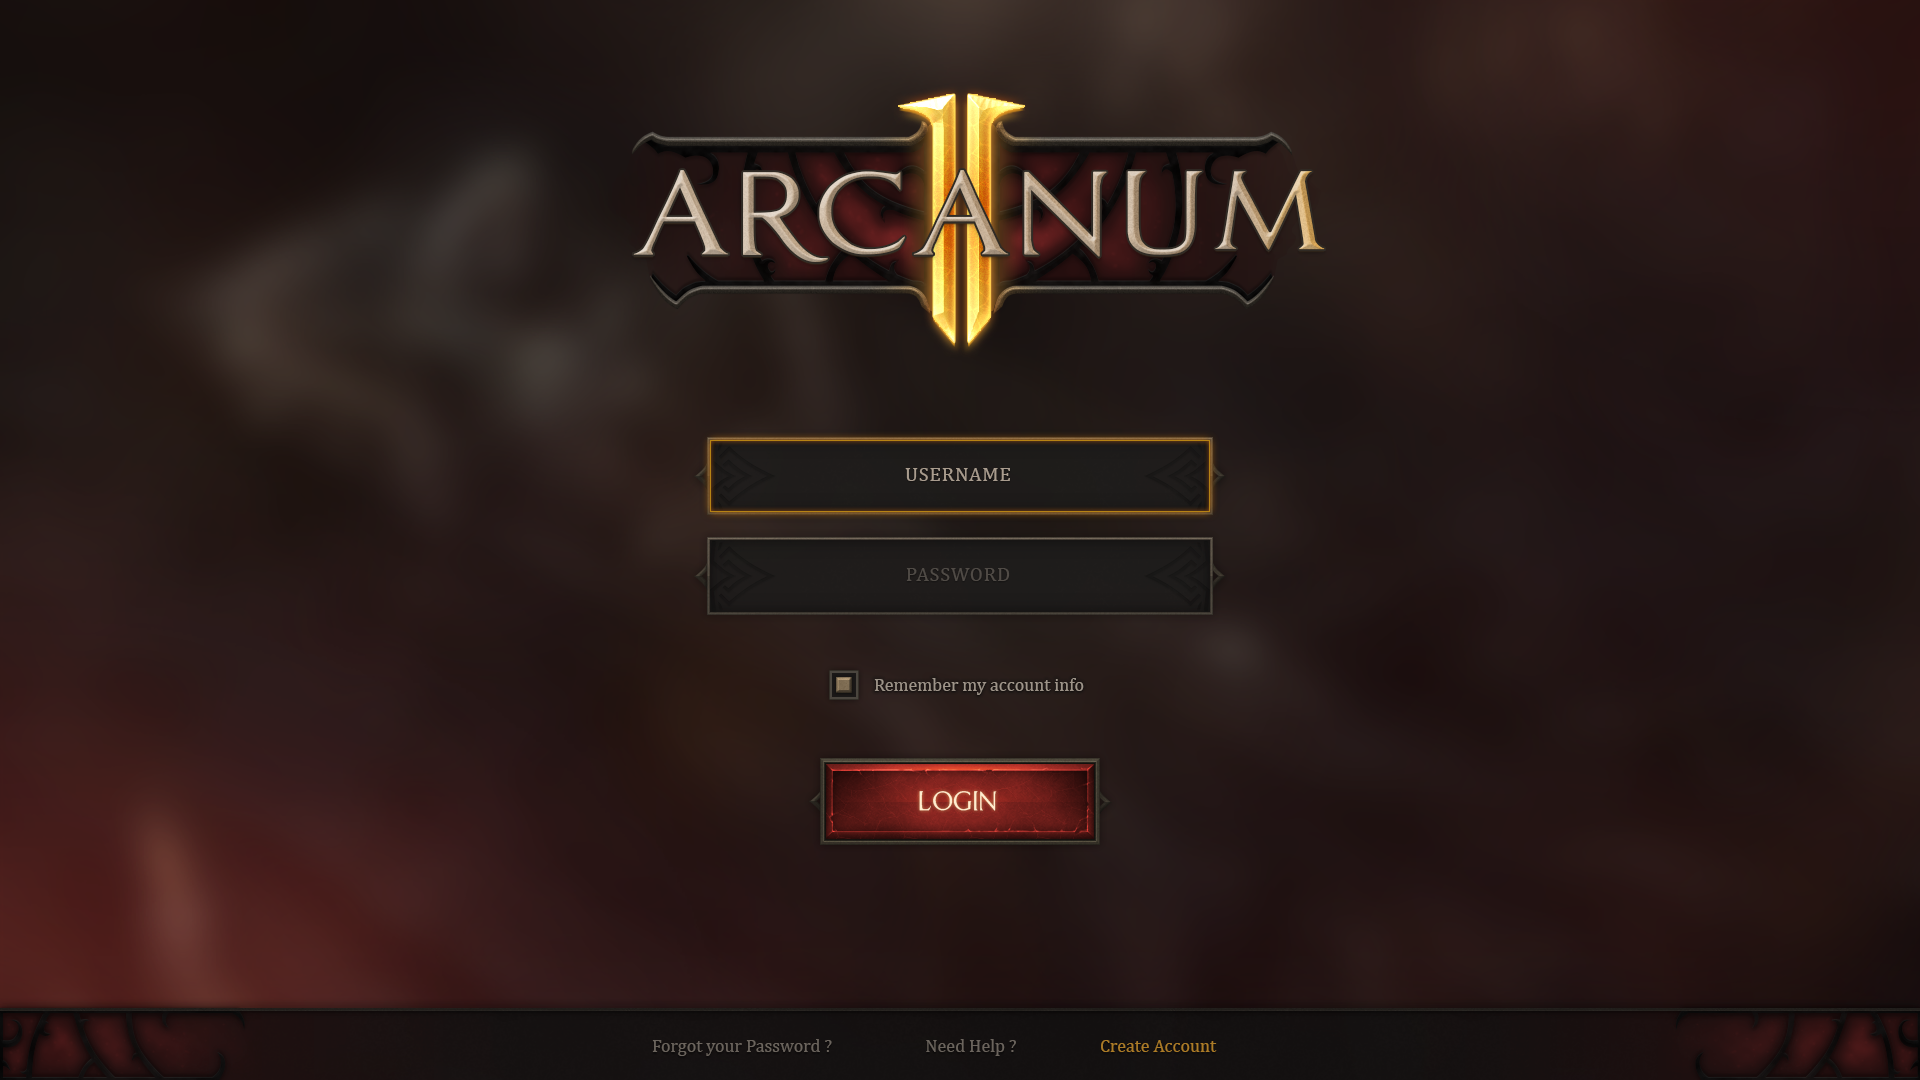 ARCANUM
II
USERNAME
PASSWORD
Remember my account info
LOGIN
Forgot your Password ?
Need Help ?
Create Account